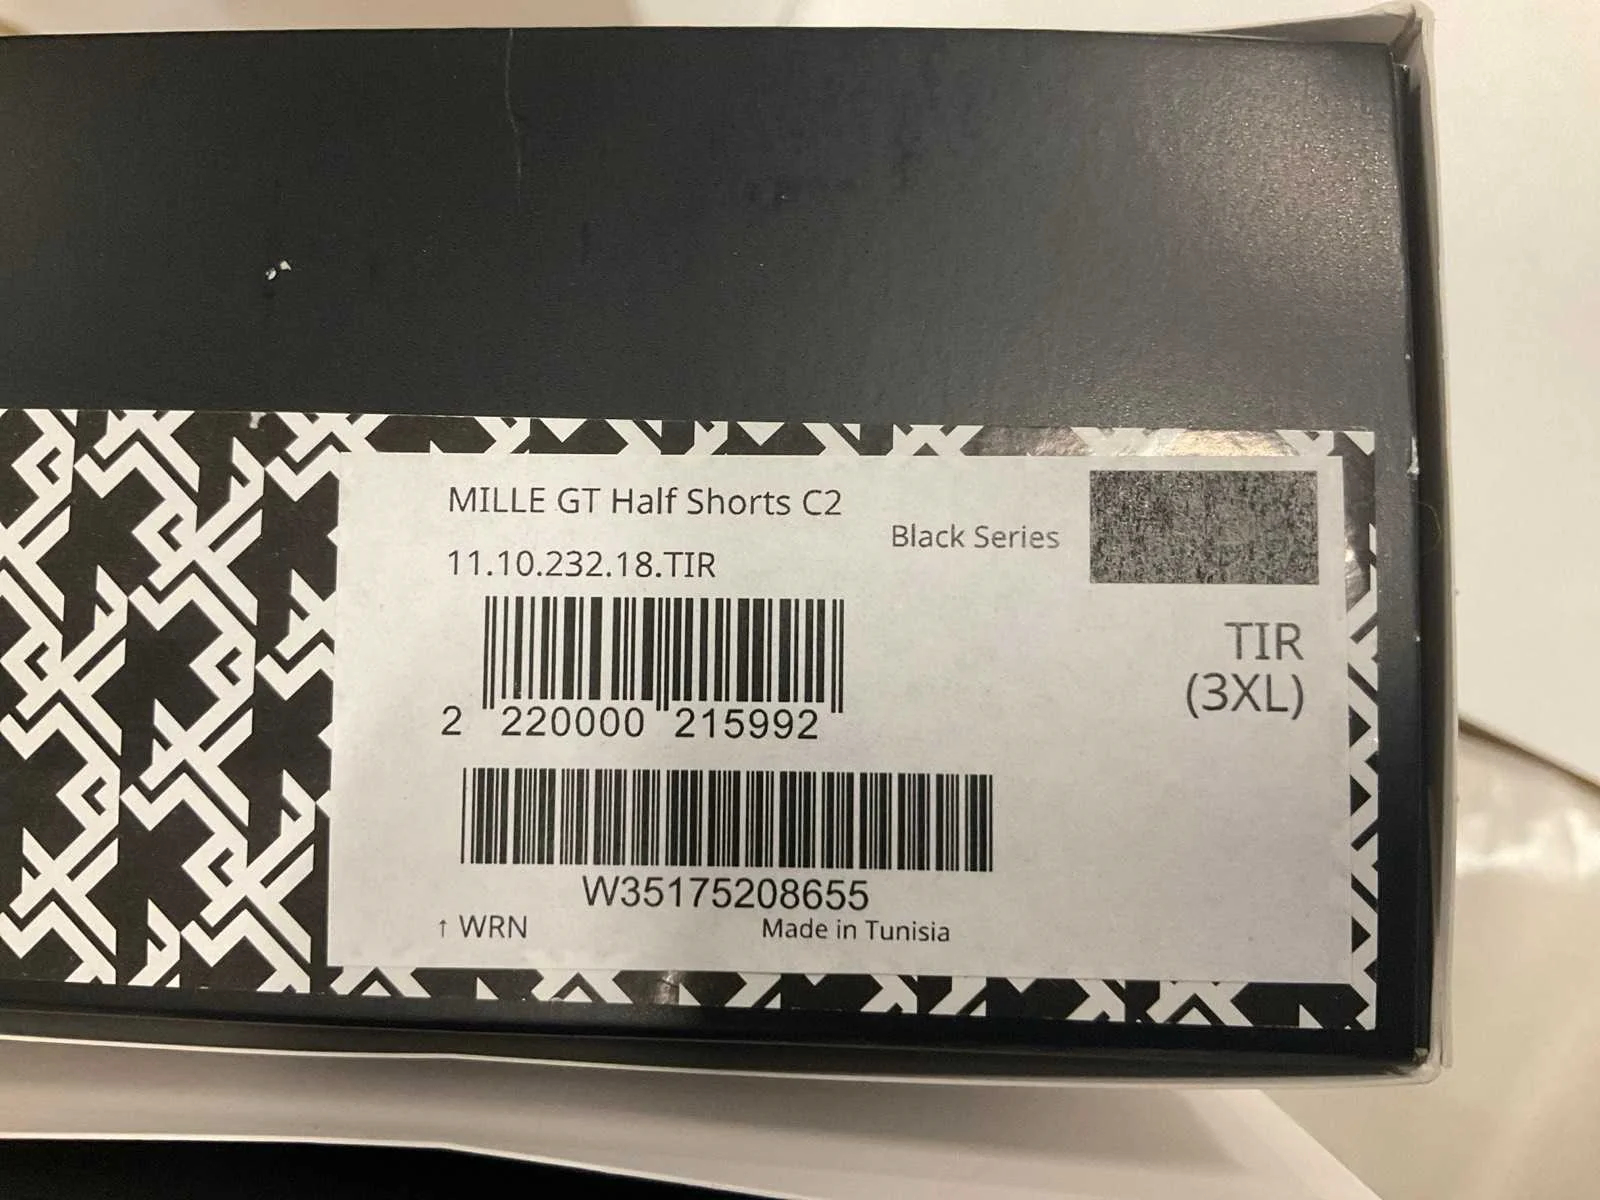 MILLE GT Half Shorts C2
Black Series
11.10.232.18.TIR
TIR
(3XL)
2 220000 215992
W35175208655
↑ WRN
Made in Tunisia